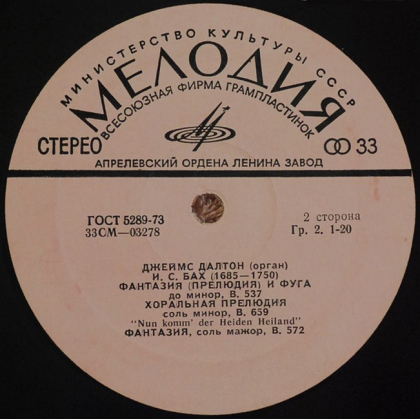 МИНИСТЕРСТВО КУЛЬТУРЫ СССР
МЕЛОДИЯ
ВСЕСОЮЗНАЯ ФИРМА ГРАМПЛАСТИНОК
СТЕРЕО
33
АПРЕЛЕВСКИЙ ОРДЕНА ЛЕНИНА ЗАВОД
ГОСТ 5289-73
33СМ—03278
2 сторона
Гр. 2. 1-20
ДЖЕЙМС ДАЛТОН (орган)
И. С. БАХ (1685—1750)
ФАНТАЗИЯ (ПРЕЛЮДИЯ) И ФУГА
до минор, В. 537
ХОРАЛЬНАЯ ПРЕЛЮДИЯ
соль минор, В. 659
"Nun komm' der Heiden Heiland"
ФАНТАЗИЯ, соль мажор, В. 572